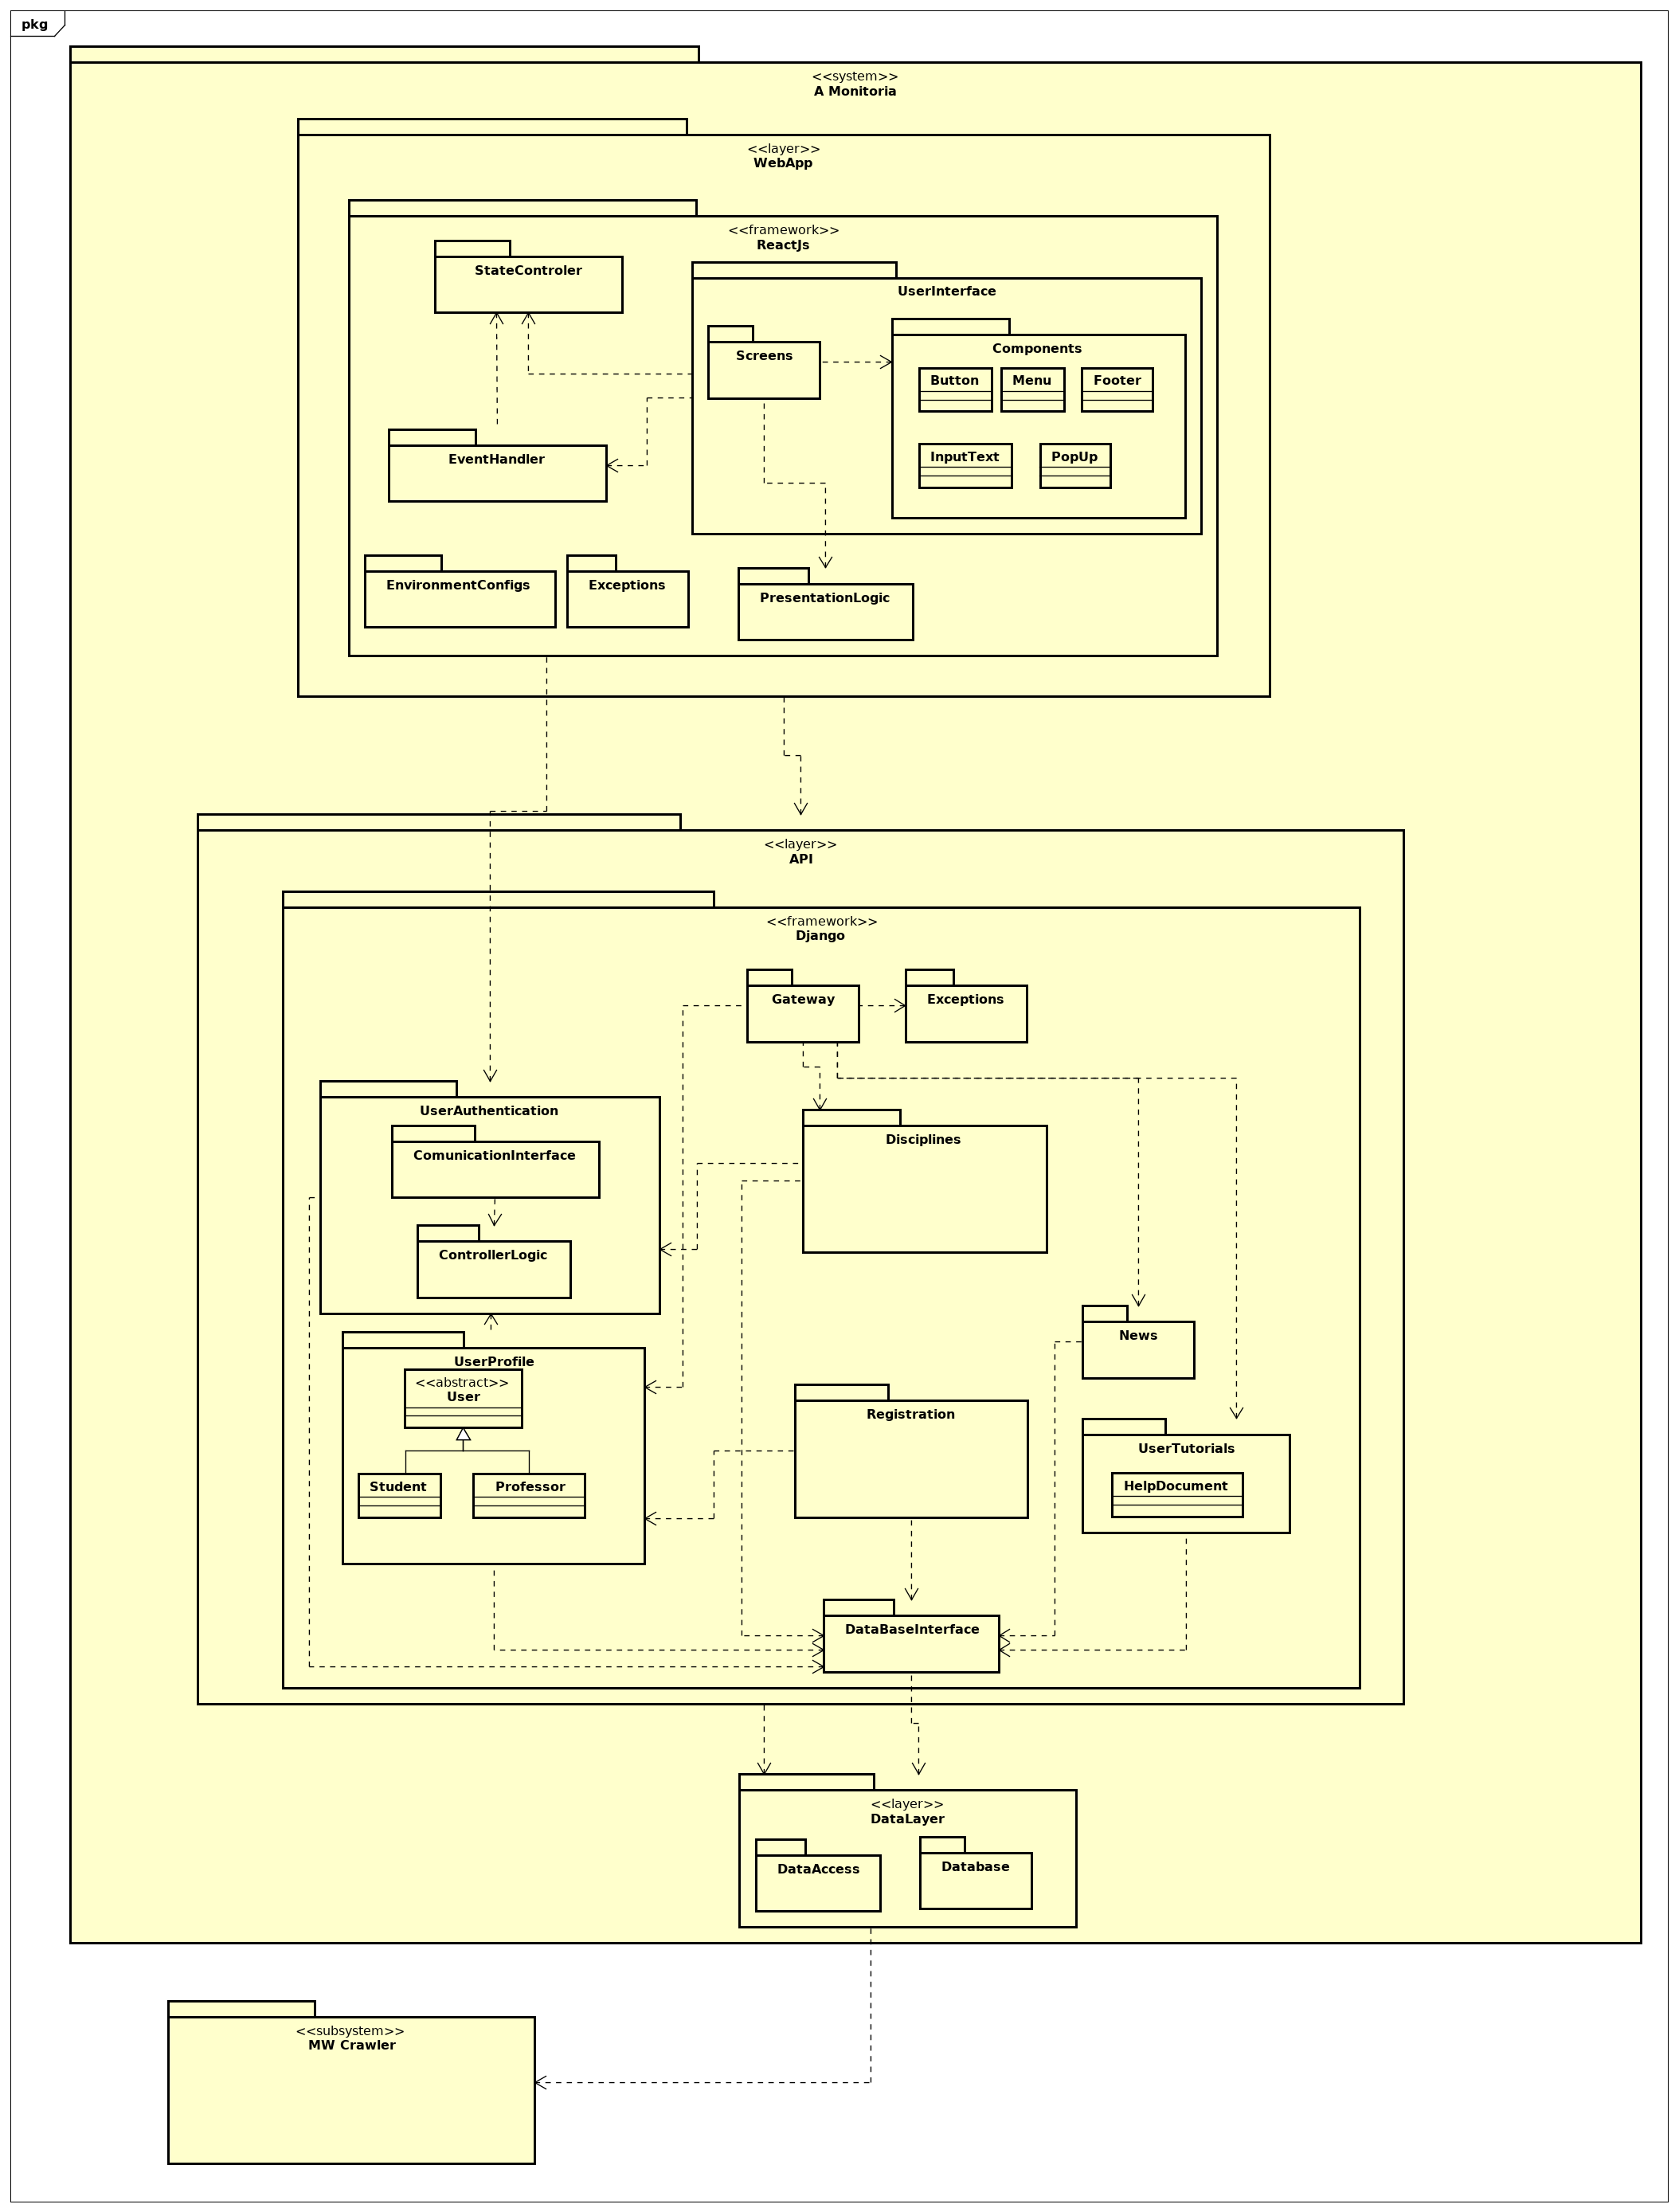 pkg
<<system>>
A Monitoria
<<layer>>
WebApp
<<framework>>
ReactJs
StateControler
UserInterface
Screens
Components
Button
Menu
Footer
InputText
PopUp
EventHandler
EnvironmentConfigs
Exceptions
PresentationLogic
<<layer>>
API
<<framework>>
Django
Gateway
Exceptions
UserAuthentication
ComunicationInterface
ControllerLogic
Disciplines
News
UserProfile
<<abstract>>
User
Student
Professor
Registration
UserTutorials
HelpDocument
DataBaseInterface
<<layer>>
DataLayer
DataAccess
Database
<<subsystem>>
MW Crawler